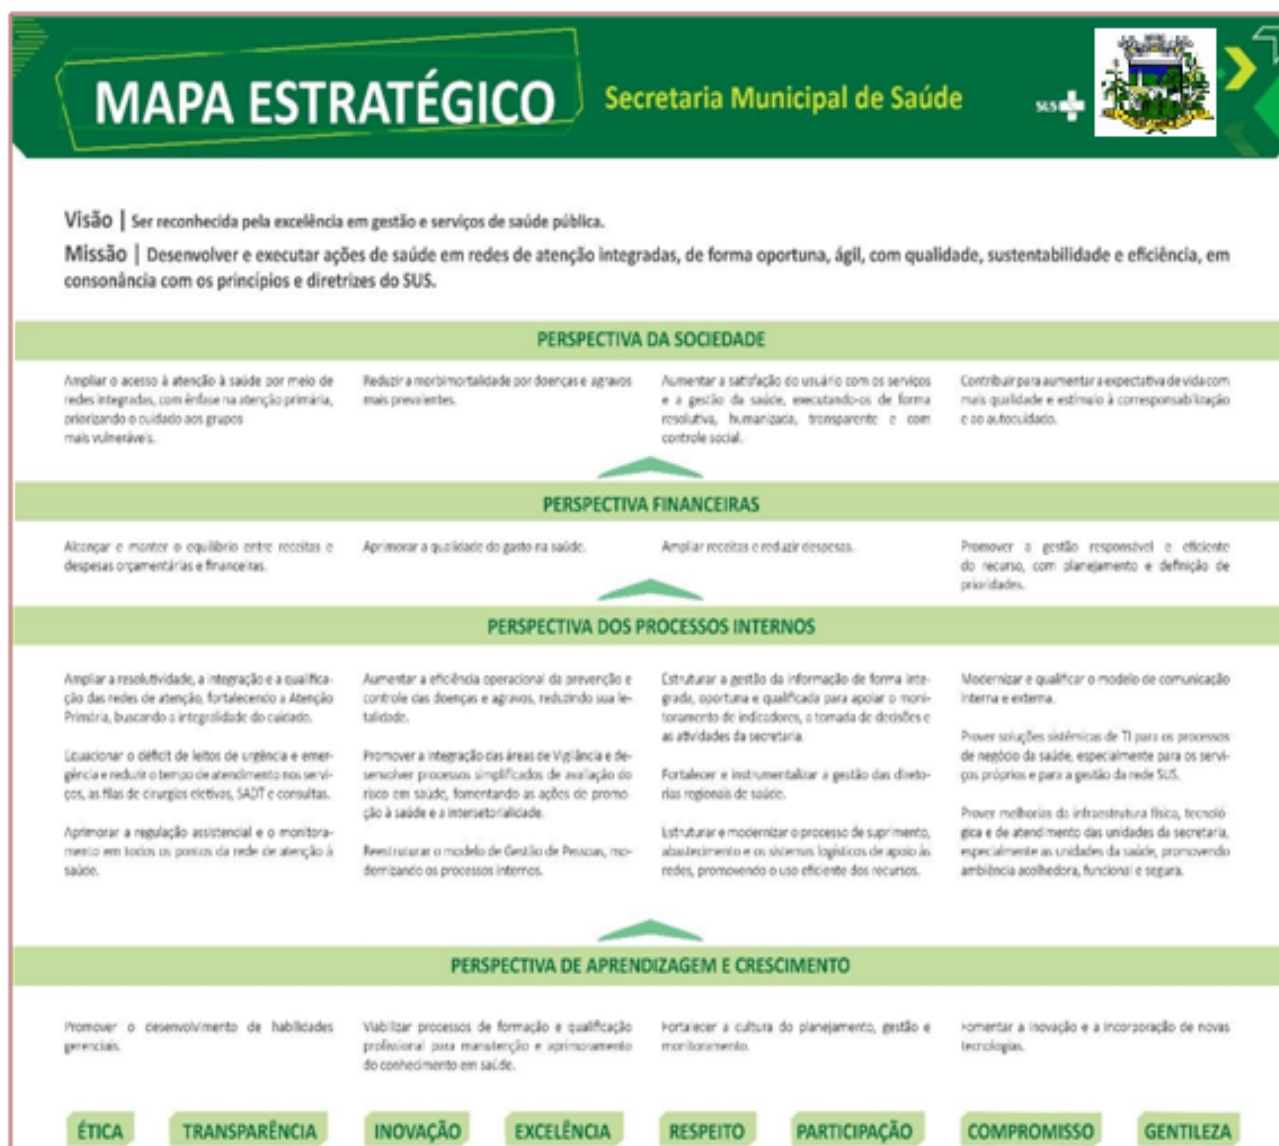 MAPA ESTRATÉGICO
Secretaria Municipal de Saúde
SUS
Visão | Ser reconhecida pela excelência em gestão e serviços de saúde pública.
Missão | Desenvolver e executar ações de saúde em redes de atenção integradas, de forma oportuna, ágil, com qualidade, sustentabilidade e eficiência, em
consonância com os princípios e diretrizes do SUS.
PERSPECTIVA DA SOCIEDADE
Ampliar o acesso à atenção à saúde por meio de
redes integradas, com ênfase na atenção primária,
priorizando o cuidado aos grupos
mais vulneráveis.
Reduzir a morbimortalidade por doenças e agravos
mais prevalentes.
Aumentar a satisfação do usuário com os serviços
e a gestão da saúde, executando-os de forma
resolutiva, humanizada, transparente e com
controle social.
Contribuir para aumentar a expectativa de vida com
mais qualidade e estímulo à corresponsabilização
e ao autocuidado.
PERSPECTIVA FINANCEIRAS
Alcançar e manter o equilíbrio entre receitas e
despesas orçamentárias e financeiras.
Aprimorar a qualidade do gasto na saúde.
Ampliar receitas e reduzir despesas.
Promover a gestão responsável e eficiente
do recurso, com planejamento e definição de
prioridades.
PERSPECTIVA DOS PROCESSOS INTERNOS
Ampliar a resolutividade, a integração e a qualifica-
ção das redes de atenção, fortalecendo a Atenção
Primária, buscando a integralidade do cuidado.
Equacionar o déficit de leitos de urgência e emer-
gência e reduzir o tempo de atendimento nos servi-
ços, as filas de cirurgias eletivas, SADT e consultas.
Aprimorar a regulação assistencial e o monitora-
mento em todos os pontos da rede de atenção à
saúde.
Aumentar a eficiência operacional da prevenção e
controle das doenças e agravos, reduzindo sua le-
talidade.
Promover a integração das áreas de Vigilância e de-
senvolver processos simplificados de avaliação do
risco em saúde, fomentando as ações de promo-
ção à saúde e a intersetorialidade.
Reestruturar o modelo de Gestão de Pessoas, mo-
dernizando os processos internos.
Estruturar a gestão da informação de forma inte-
grada, oportuna e qualificada para apoiar o moni-
toramento de indicadores, a tomada de decisões e
as atividades da secretaria.
Fortalecer e instrumentalizar a gestão das direto-
rias regionais de saúde.
Estruturar e modernizar o processo de suprimento,
abastecimento e os sistemas logísticos de apoio às
redes, promovendo o uso eficiente dos recursos.
Modernizar e qualificar o modelo de comunicação
interna e externa.
Prover soluções sistêmicas de TI para os processos
de negócio da saúde, especialmente para os servi-
ços próprios e para a gestão da rede SUS.
Prover melhorias da infraestrutura física, tecnoló-
gica e de atendimento das unidades da secretaria,
especialmente as unidades da saúde, promovendo
ambiência acolhedora, funcional e segura.
PERSPECTIVA DE APRENDIZAGEM E CRESCIMENTO
Promover o desenvolvimento de habilidades
gerenciais.
Viabilizar processos de formação e qualificação
profissional para manutenção e aprimoramento
do conhecimento em saúde.
Fortalecer a cultura do planejamento, gestão e
monitoramento.
Fomentar a inovação e a incorporação de novas
tecnologias.
ÉTICA
TRANSPARÊNCIA
INOVAÇÃO
EXCELÊNCIA
RESPEITO
PARTICIPAÇÃO
COMPROMISSO
GENTILEZA